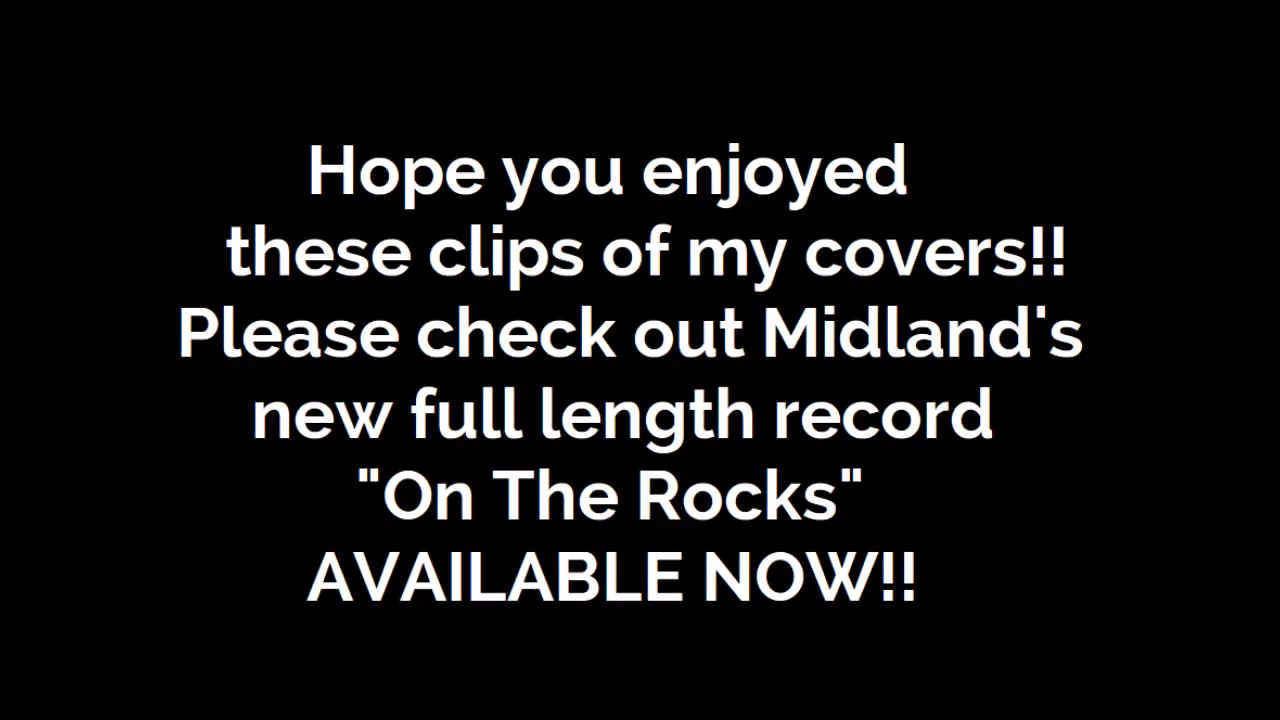 Hope you enjoyed
these clips of my covers!!
Please check out Midland's
new full length record
"On The Rocks"
AVAILABLE NOW!!